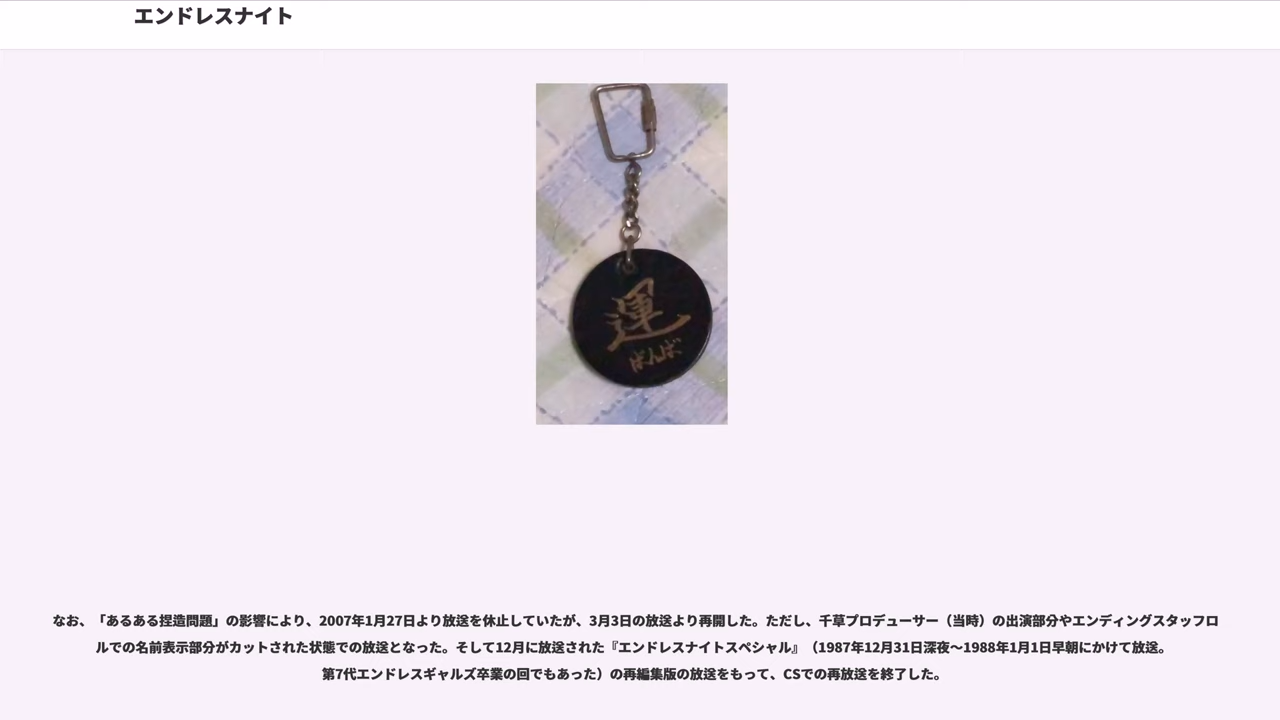 エンドレスナイト
運
ばんば
なお、「あるある捏造問題」の影響により、2007年1月27日より放送を休止していたが、3月3日の放送より再開した。ただし、千草プロデューサー（当時）の出演部分やエンディングスタッフロ
ルでの名前表示部分がカットされた状態での放送となった。そして12月に放送された『エンドレスナイトスペシャル』（1987年12月31日深夜〜1988年1月1日早朝にかけて放送。
第7代エンドレスギャルズ卒業の回でもあった）の再編集版の放送をもって、CSでの再放送を終了した。